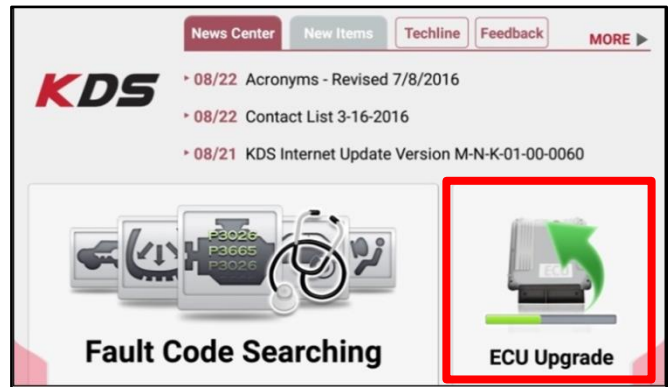 News Center New Items Techline Feedback MORE
KDS
08/22 Acronyms - Revised 7/8/2016
08/22 Contact List 3-16-2016
08/21 KDS Internet Update Version M-N-K-01-00-0060
P3026
P3665
P3026
ECU
Fault Code Searching
ECU Upgrade